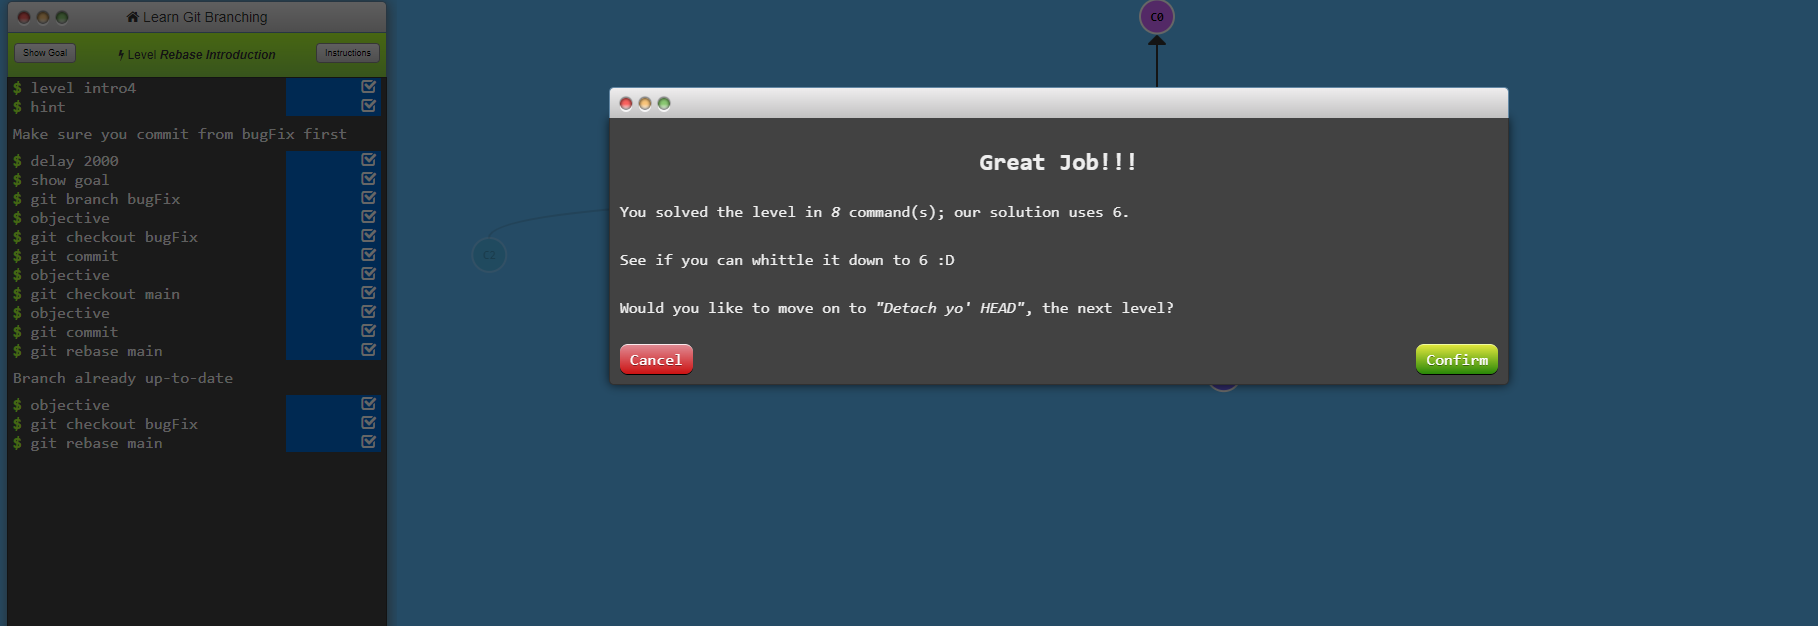 Learn Git Branching
Show Goal
Level Rebase Introduction
Instructions
$ level intro4
$ hint
Make sure you commit from bugFix first
$ delay 2000
$ show goal
$ git branch bugFix
$ objective
$ git checkout bugFix
$ git commit
$ objective
$ git checkout main
$ objective
$ git commit
$ git rebase main
Branch already up-to-date
$ objective
$ git checkout bugFix
$ git rebase main
C0
C2
Great Job!!!
You solved the level in 8 command(s); our solution uses 6.
See if you can whittle it down to 6 :D
Would you like to move on to "Detach yo' HEAD", the next level?
Cancel
Confirm